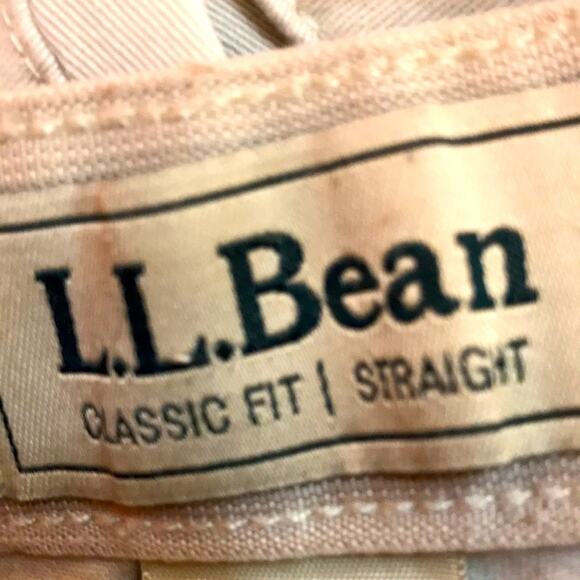 L.L.Bean
CLASSIC FIT | STRAIGHT